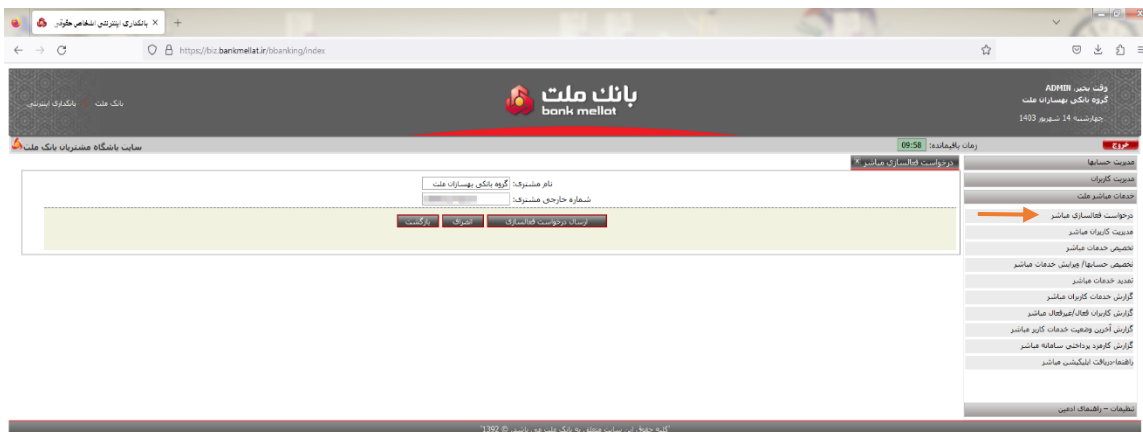 بانکداری اینترنتی اشخاص حقوقی
https://biz.bankmellat.ir/bbanking/index
وقت بخیر، ADMIN
گروه بانکی بهسازان ملت
چهارشنبه 14 شهریور 1403
بانک ملت
bank mellat
بانک ملت بانکداری اینترنتی
خروج
زمان باقیمانده: 09:58
سایت باشگاه مشتریان بانک ملت
مدیریت حسابها
مدیریت کاربران
خدمات مباشر ملت
درخواست فعالسازی مباشر
مدیریت کاربران مباشر
تخصیص خدمات مباشر
تخصیص حسابها/ ویرایش خدمات مباشر
تمدید خدمات مباشر
گزارش خدمات کاربران مباشر
گزارش کاربران فعال/غیرفعال مباشر
گزارش آخرین وضعیت خدمات کاربر مباشر
گزارش کارمزد پرداختی سامانه مباشر
راهنما-دریافت اپلیکیشن مباشر
تنظیمات – راهنمای ادمین
درخواست فعالسازی مباشر
نام مشتری: گروه بانکی بهسازان ملت
شماره خارجی مشتری:
ارسال درخواست فعالسازی انصراف بازگشت
"کلیه حقوق این سایت متعلق به بانک ملت می باشد. © 1392"